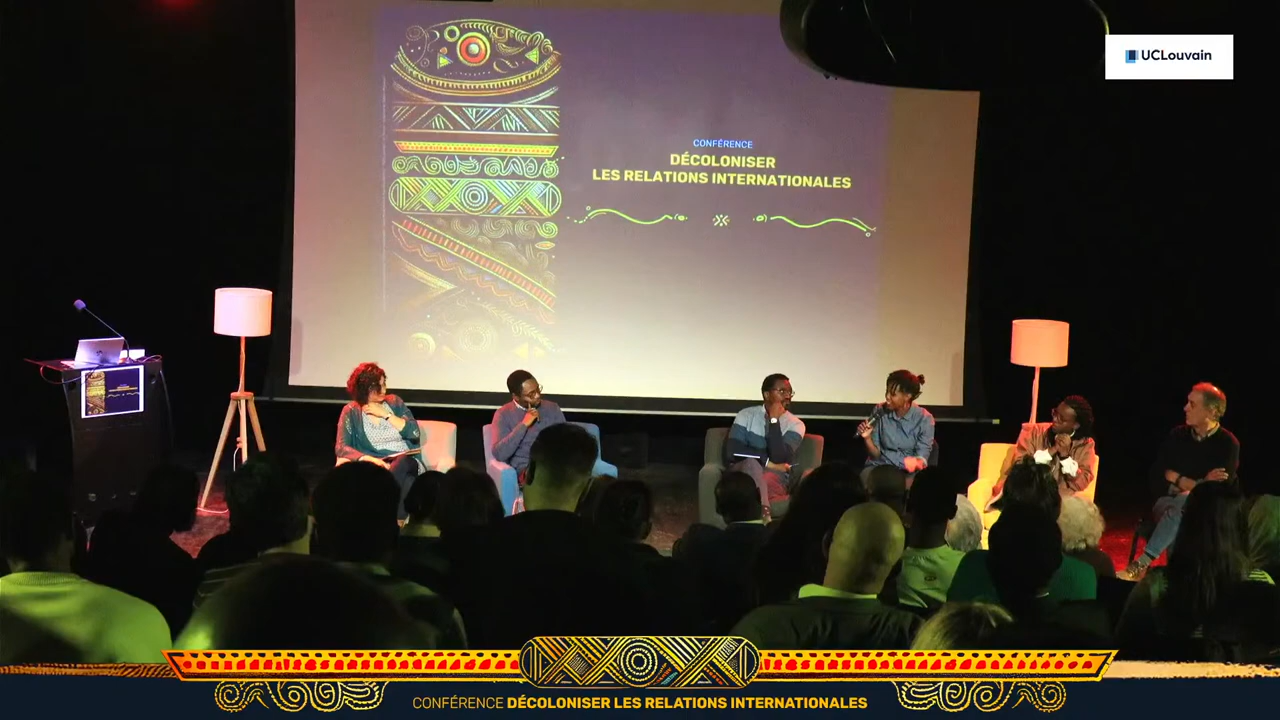 UCLouvain
CONFÉRENCE
DÉCOLONISER
LES RELATIONS INTERNATIONALES
CONFÉRENCE DÉCOLONISER LES RELATIONS INTERNATIONALES